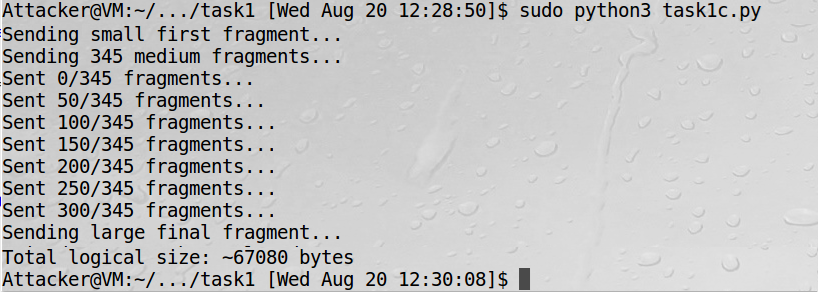 Attacker@VM:~/.../task1 [Wed Aug 20 12:28:50]$ sudo python3 task1c.py
Sending small first fragment...
Sending 345 medium fragments...
Sent 0/345 fragments...
Sent 50/345 fragments...
Sent 100/345 fragments...
Sent 150/345 fragments...
Sent 200/345 fragments...
Sent 250/345 fragments...
Sent 300/345 fragments...
Sending large final fragment...
Total logical size: ~67080 bytes
Attacker@VM:~/.../task1 [Wed Aug 20 12:30:08]$